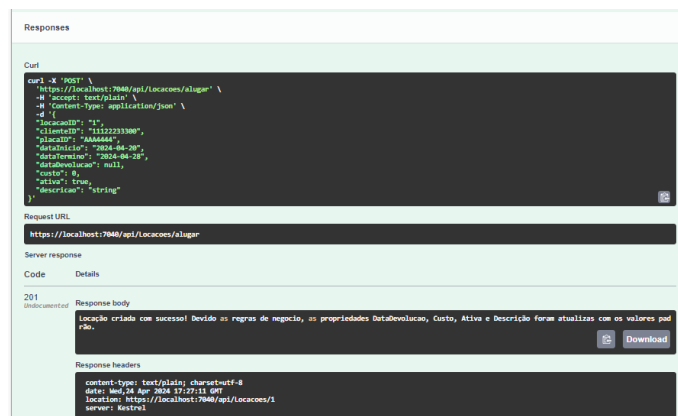 Responses
Curl
curl -X 'POST' \
'https://localhost:7040/api/Locacoes/alugar' \
-H 'accept: text/plain' \
-H 'Content-Type: application/json' \
-d '{
"locacaoID": "1",
"clienteID": "11122233300",
"placaID": "AAA4444",
"dataInicio": "2024-04-20",
"dataTermino": "2024-04-28",
"dataDevolucao": null,
"custo": 0,
"ativa": true,
"descricao": "string"
}'
Request URL
https://localhost:7040/api/Locacoes/alugar
Server response
Code Details
201
Undocumented Response body
Locação criada com sucesso! Devido as regras de negocio, as propriedades DataDevolucao, Custo, Ativa e Descrição foram atualizas com os valores pad
rão.
Download
Response headers
content-type: text/plain; charset=utf-8
date: Wed,24 Apr 2024 17:27:11 GMT
location: https://localhost:7040/api/Locacoes/1
server: Kestrel